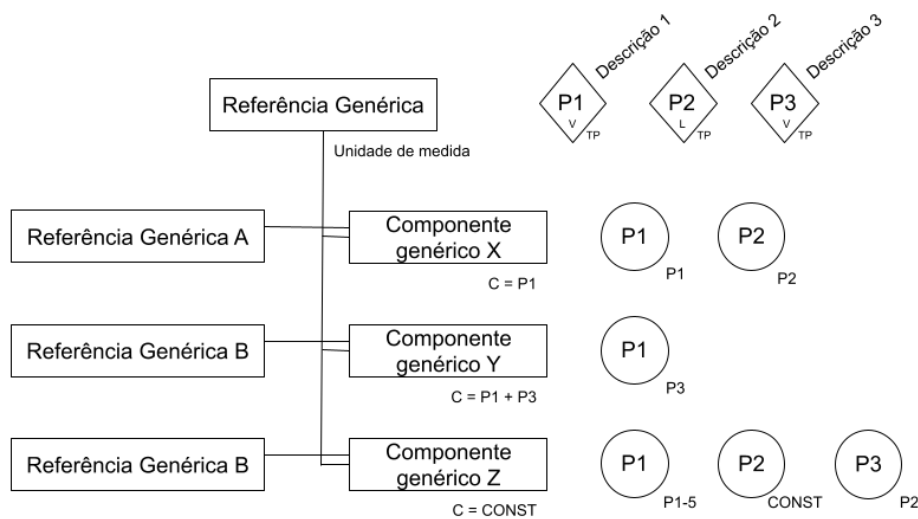 Descrição 1
Descrição 2
Descrição 3
Referência Genérica
P1
V
TP
P2
L
TP
P3
V
TP
Unidade de medida
Referência Genérica A
Componente
genérico X
P1
P2
C = P1
P1
P2
Referência Genérica B
Componente
genérico Y
P1
C = P1 + P3
P3
Referência Genérica B
Componente
genérico Z
P1
P2
P3
C = CONST
P1-5
CONST
P2